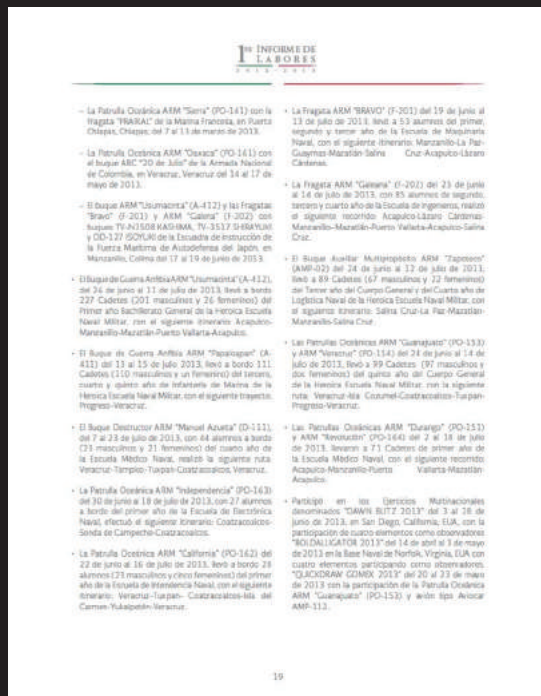 1er INFORME DE
LABORES
2012-2013
– La Patrulla Oceánica ARM "Sierra" (PO-141) con la
fragata "PRAIRAL" de la Marina Francesa, en Puerto
Chiapas, Chiapas, del 7 al 13 de marzo de 2013.
– La Patrulla Oceánica ARM "Oaxaca" (PO-161) con
el buque ARC "20 de Julio" de la Armada Nacional
de Colombia, en Veracruz, Veracruz del 14 al 17 de
mayo de 2013.
– El buque ARM "Usumacinta" (A-412) y las fragatas
"Bravo" (F-201) y ARM "Galena" (F-202) con
buques TV-N3508 KASHIMA, TV-3517 SHIRAYUKI
y DD-127 ISOYUKI de la Escuadra de Instrucción de
la Fuerza Marítima de Autodefensa del Japón, en
Manzanillo, Colima del 17 al 19 de junio de 2013.
• El Buque de Guerra Anfibia ARM "Usumacinta" (A-412),
del 24 de junio al 11 de julio de 2013, llevó a bordo
227 Cadetes (201 masculinos y 26 femeninos) del
Primer año Bachillerato General de la Heroica Escuela
Naval Militar, con el siguiente itinerario Acapulco-
Manzanillo-Mazatlán-Puerto Vallarta-Acapulco.
• El Buque de Guerra Anfibia ARM "Papaloapan" (A-
411) del 13 al 15 de julio 2013, llevó a bordo 111
Cadetes (110 masculinos y un femenino) del tercero,
cuarto y quinto año de Infantería de Marina de la
Heroica Escuela Naval Militar, con el siguiente trayecto:
Progreso-Veracruz.
• El Buque Destructor ARM "Manuel Azueta" (D-111),
del 7 al 23 de julio de 2013, con 44 alumnos a bordo
(23 masculinos y 21 femeninos) del cuarto año de
la Escuela Médico Naval, realizó la siguiente ruta:
Veracruz-Tampico-Tuxpan-Coatzacoalcos, Veracruz.
• La Patrulla Oceánica ARM "Independencia" (PO-163)
del 30 de junio al 18 de julio de 2013, con 27 alumnos
a bordo del primer año de la Escuela de Electrónica
Naval, efectuó el siguiente itinerario: Coatzacoalcos-
Sonda de Campeche-Coatzacoalcos.
• La Patrulla Oceánica ARM "California" (PO-162) del
22 de junio al 16 de julio de 2013, llevó a bordo 28
alumnos (23 masculinos y cinco femeninos) del primer
año de la Escuela de Intendencia Naval, con el siguiente
itinerario: Veracruz-Tuxpan- Coatzacoalcos-Isla del
Carmen-Yukalpetén-Veracruz.
• La Fragata ARM "BRAVO" (F-201) del 19 de junio al
13 de julio de 2013, llevó a 53 alumnos del primer,
segundo y tercer año de la Escuela de Maquinaria
Naval, con el siguiente itinerario: Manzanillo-La Paz-
Guaymas-Mazatlán-Salina Cruz-Acapulco-Lázaro
Cárdenas.
• La Fragata ARM "Galeana" (F-202) del 23 de junio
al 14 de julio de 2013, con 85 alumnos de segundo,
tercero y cuarto año de la Escuela de Ingenieros, realizó
el siguiente recorrido: Acapulco-Lázaro Cárdenas-
Manzanillo-Mazatlán-Puerto Vallarta-Acapulco-Salina
Cruz.
• El Buque Auxiliar Multipropósito ARM "Zapoteco"
(AMP-02) del 24 de junio al 12 de julio de 2013,
llevó a 89 Cadetes (67 masculinos y 22 femeninos)
del Tercer año del Cuerpo General y del Cuarto año de
Logística Naval de la Heroica Escuela Naval Militar, con
el siguiente itinerario: Salina Cruz-La Paz-Mazatlán-
Manzanillo-Salina Cruz.
• Las Patrullas Oceánicas ARM "Guanajuato" (PO-153)
y ARM "Veracruz" (PO-154) del 24 de junio al 14 de
julio de 2013, llevó a 99 Cadetes (97 masculinos y
dos femeninos) del quinto año del Cuerpo General
de la Heroica Escuela Naval Militar, con la siguiente
ruta: Veracruz-Isla Cozumel-Coatzacoalcos-Tuxpan-
Progreso-Veracruz.
• Las Patrullas Oceánicas ARM "Durango" (PO-151)
y ARM "Revolución" (PO-164) del 2 al 18 de julio
de 2013, llevaron a 71 Cadetes de primer año de
la Escuela Médico Naval, con el siguiente recorrido:
Acapulco-Manzanillo-Puerto Vallarta-Mazatlán-
Acapulco.
• Participó en los Ejercicios Multinacionales
denominados "DAWN BLITZ 2013" del 3 al 28 de
junio de 2013, en San Diego, California, EUA, con la
participación de cuatro elementos como observadores
"BOLDALLIGATOR 2013" del 14 de abril al 3 de mayo
de 2013 en la Base Naval de Norfolk, Virginia, EUA con
cuatro elementos participando como observadores;
"QUICKDRAW GOMEX 2013" del 20 al 23 de mayo
de 2013 con la participación de la Patrulla Oceánica
ARM "Guanajuato" (PO-153) y avión tipo Aviocar
AMP-112.
19